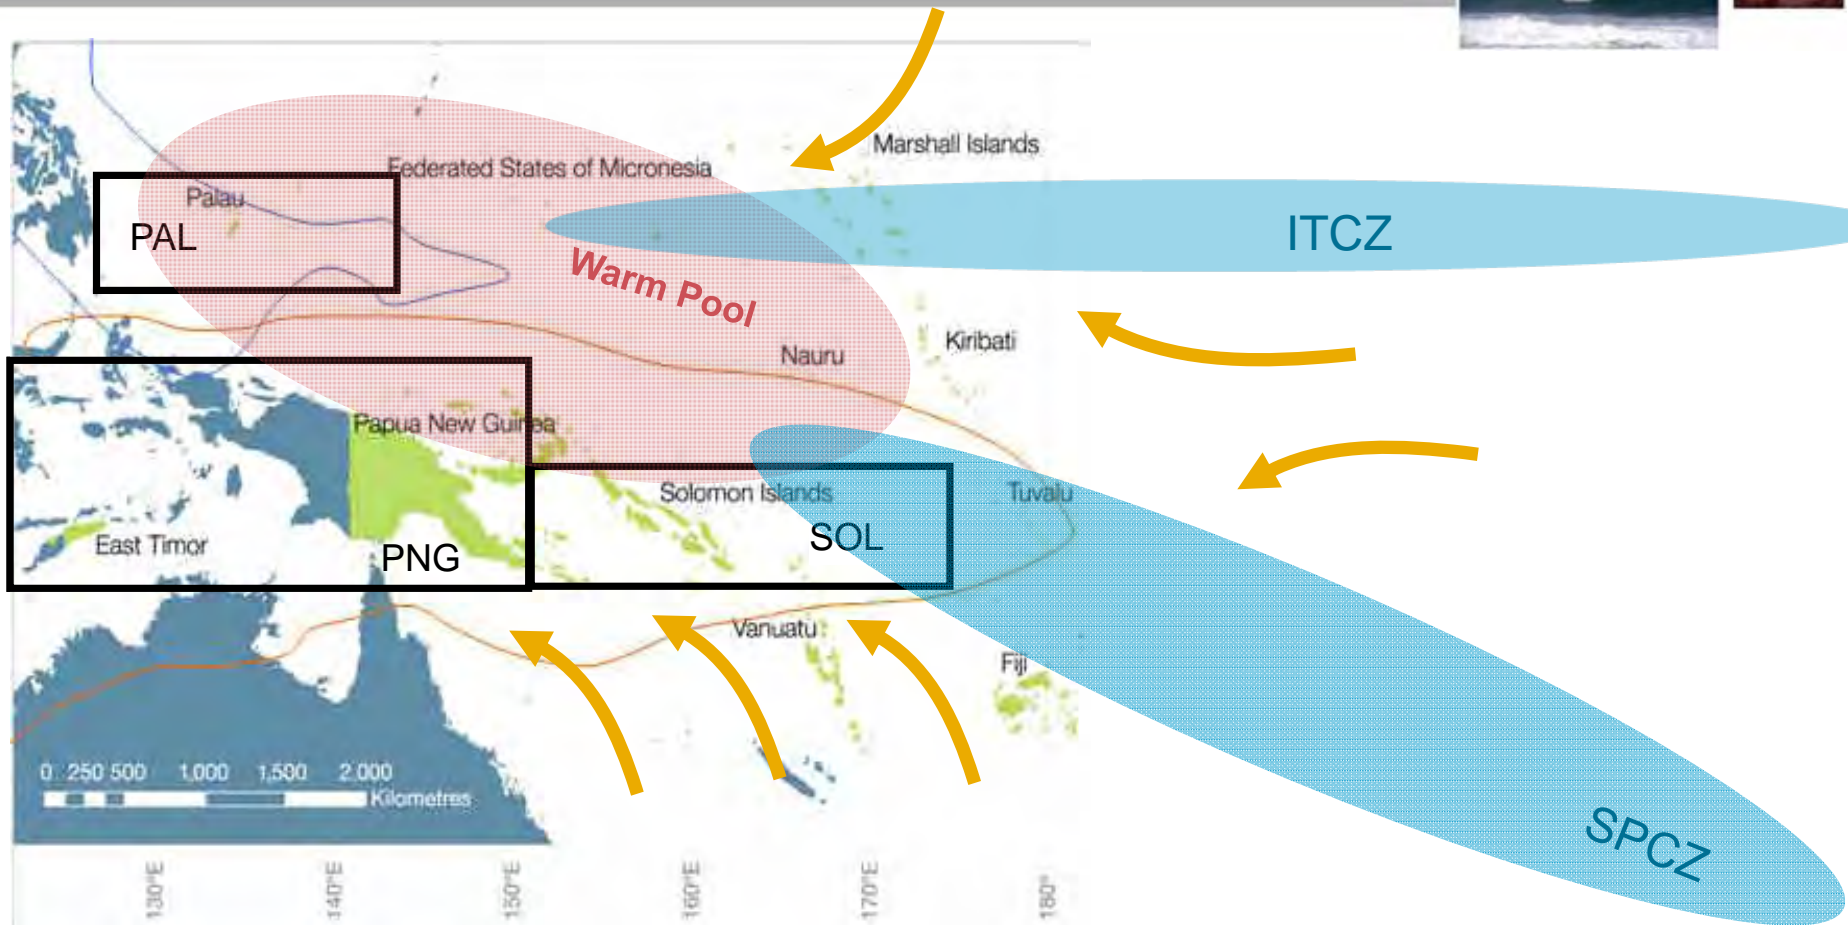 Marshall Islands
Federated States of Micronesia
Palau
PAL
ITCZ
Warm Pool
Kiribati
Nauru
Papua New Guinea
Solomon Islands
Tuvalu
SOL
East Timor
PNG
Vanuatu
Fiji
0 250 500 1,000 1,500 2,000
Kilometres
SPCZ
130°E 140°E 150°E 160°E 170°E 180°